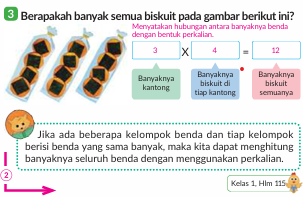 3 Berapakah banyak semua biskuit pada gambar berikut ini?
Menyatakan hubungan antara banyaknya benda
dengan bentuk perkalian.
3 X 4 = 12
Banyaknya kantong
Banyaknya biskuit di tiap kantong
Banyaknya biskuit semuanya
Jika ada beberapa kelompok benda dan tiap kelompok
berisi benda yang sama banyak, maka kita dapat menghitung
banyaknya seluruh benda dengan menggunakan perkalian.
2
Kelas 1, Hlm 115